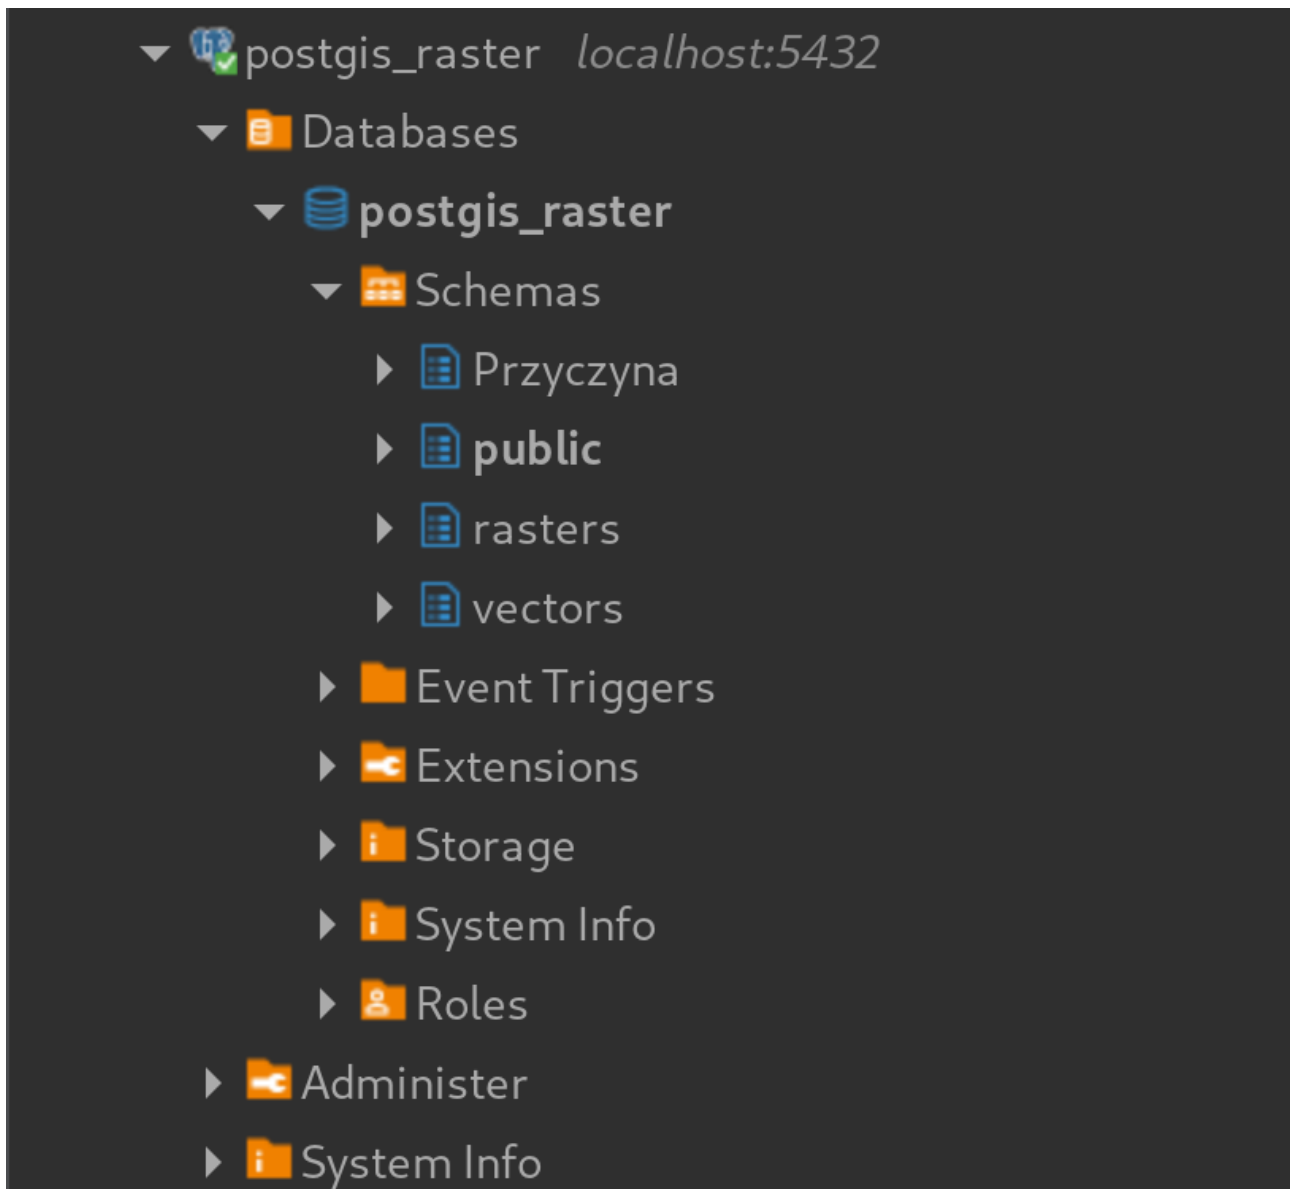 postgis_raster localhost:5432
Databases
postgis_raster
Schemas
Przyczyna
public
rasters
vectors
Event Triggers
Extensions
Storage
System Info
Roles
Administer
System Info